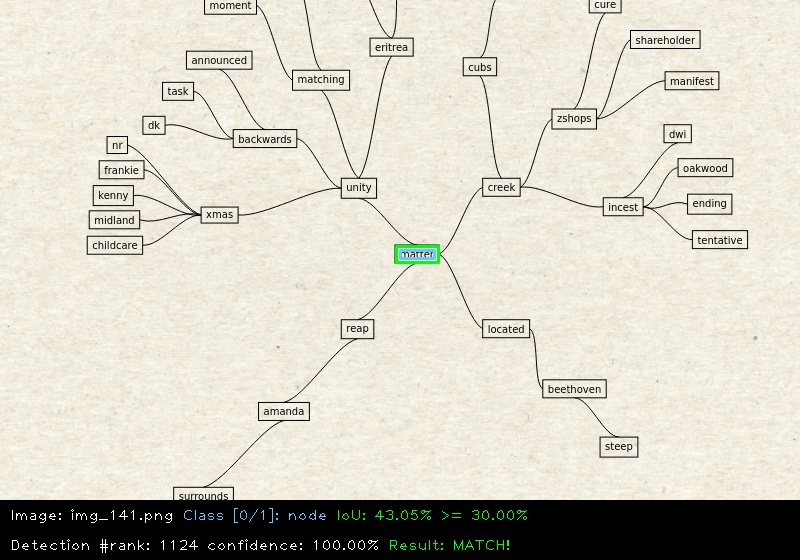 moment
cure
eritrea
shareholder
announced
cubs
matching
manifest
task
zshops
dk
dwi
backwards
nr
frankie
oakwood
unity
creek
kenny
ending
xmas
incest
midland
childcare
tentative
matter
reap
located
beethoven
amanda
steep
surrounds
Image: img_141.png Class [0/1]: node IoU: 43.05% >= 30.00%
Detection #rank: 1124 confidence: 100.00% Result: MATCH!